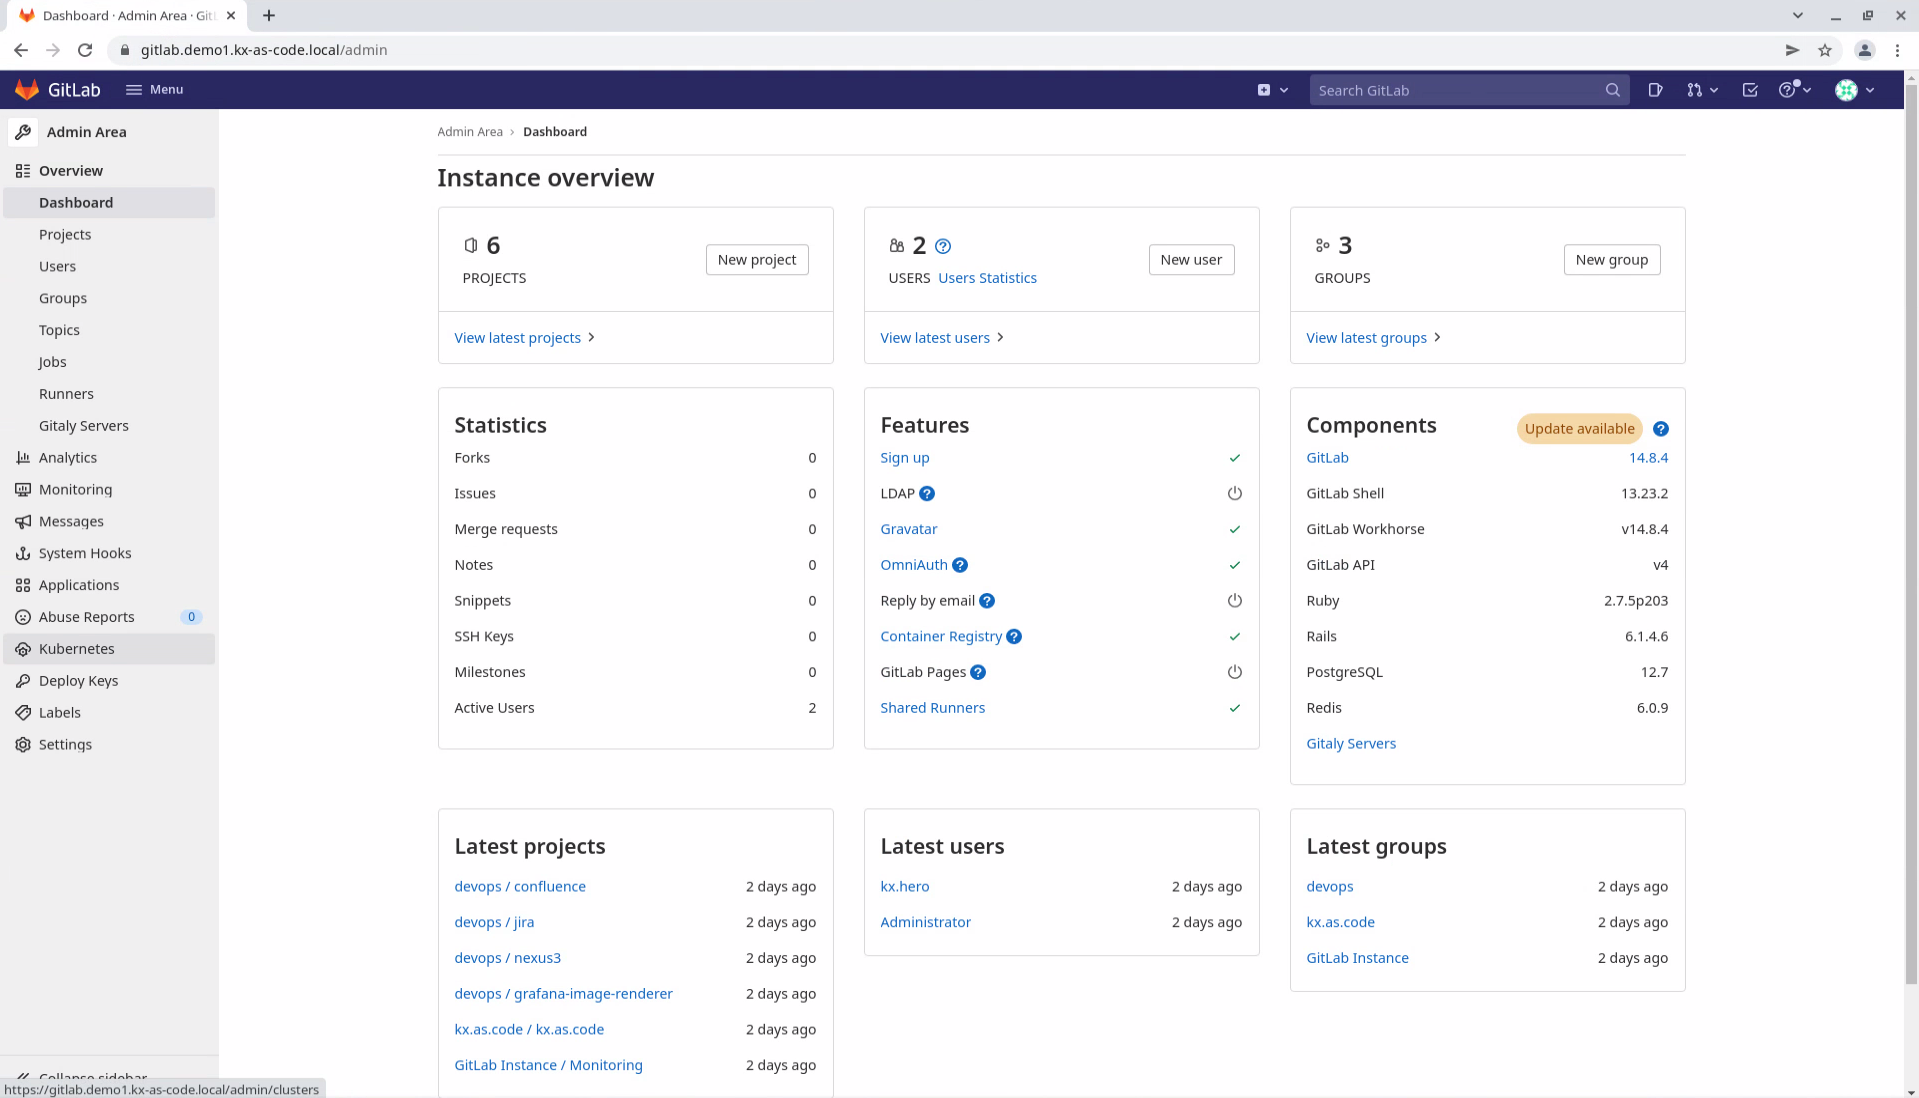 Dashboard · Admin Area · Git
gitlab.demo1.kx-as-code.local/admin
GitLab
Menu
Search GitLab
Admin Area
Overview
Dashboard
Projects
Users
Groups
Topics
Jobs
Runners
Gitaly Servers
Analytics
Monitoring
Messages
System Hooks
Applications
Abuse Reports 0
Kubernetes
Deploy Keys
Labels
Settings
Collapse sidebar
https://gitlab.demo1.kx-as-code.local/admin/clusters
Admin Area › Dashboard
Instance overview
6
PROJECTS
New project
View latest projects
2
USERS Users Statistics
New user
View latest users
3
GROUPS
New group
View latest groups
Statistics
Forks 0
Issues 0
Merge requests 0
Notes 0
Snippets 0
SSH Keys 0
Milestones 0
Active Users 2
Features
Sign up
LDAP
Gravatar
OmniAuth
Reply by email
Container Registry
GitLab Pages
Shared Runners
Components
Update available
GitLab 14.8.4
GitLab Shell 13.23.2
GitLab Workhorse v14.8.4
GitLab API v4
Ruby 2.7.5p203
Rails 6.1.4.6
PostgreSQL 12.7
Redis 6.0.9
Gitaly Servers
Latest projects
devops / confluence 2 days ago
devops / jira 2 days ago
devops / nexus3 2 days ago
devops / grafana-image-renderer 2 days ago
kx.as.code / kx.as.code 2 days ago
GitLab Instance / Monitoring 2 days ago
Latest users
kx.hero 2 days ago
Administrator 2 days ago
Latest groups
devops 2 days ago
kx.as.code 2 days ago
GitLab Instance 2 days ago